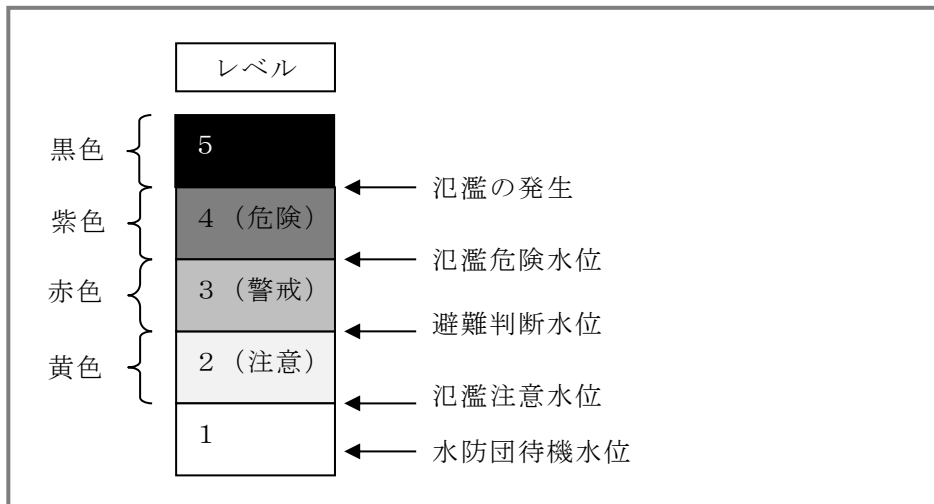 レベル
黒色
5
氾濫の発生
紫色
4（危険）
氾濫危険水位
赤色
3（警戒）
避難判断水位
黄色
2（注意）
氾濫注意水位
1
水防団待機水位